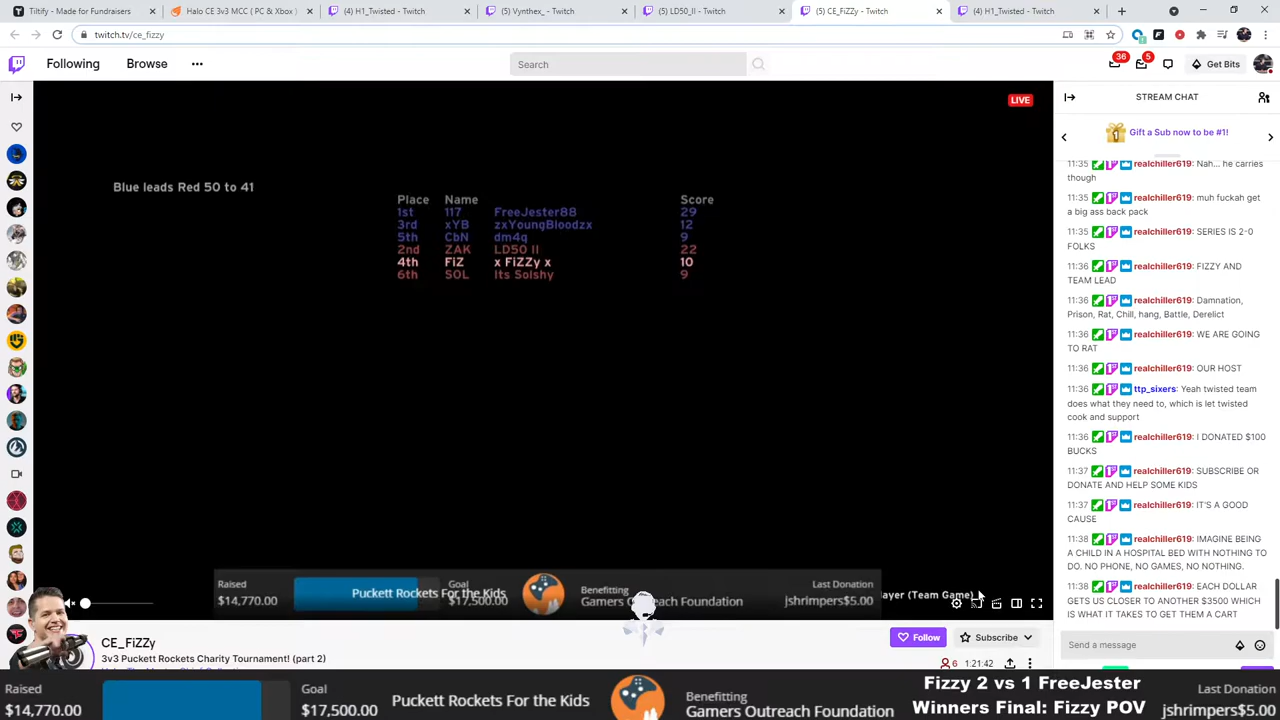 Tiltify - Made for Fundraisers
Halo CE 3v3 MCC ( PC & Xbox )
(4) H1_Twisted - Twitch
(5) Vynthex_ - Twitch
(5) LD50_II - Twitch
(5) CE_FiZZy - Twitch
(4) H1_Twisted - Twitch
twitch.tv/ce_fizzy
Following
Browse
Search
36
5
Get Bits
LIVE
STREAM CHAT
Gift a Sub now to be #1!
Blue leads Red 50 to 41
Place Name Score
1st 117 FreeJester88 29
3rd xYB zxYoungBloodzx 12
5th CbN dm4q 9
2nd ZAK LD50 II 22
4th FiZ x FiZZy x 10
6th SOL Its Solshy 9
11:35 realchiller619: Nah... he carries
though
11:35 realchiller619: muh fuckah get
a big ass back pack
11:35 realchiller619: SERIES IS 2-0
FOLKS
11:36 realchiller619: FIZZY AND
TEAM LEAD
11:36 realchiller619: Damnation,
Prison, Rat, Chill, hang, Battle, Derelict
11:36 realchiller619: WE ARE GOING
TO RAT
11:36 realchiller619: OUR HOST
11:36 ttp_sixers: Yeah twisted team
does what they need to, which is let twisted
cook and support
11:36 realchiller619: I DONATED $100
BUCKS
11:37 realchiller619: SUBSCRIBE OR
DONATE AND HELP SOME KIDS
11:37 realchiller619: IT'S A GOOD
CAUSE
11:38 realchiller619: IMAGINE BEING
A CHILD IN A HOSPITAL BED WITH NOTHING TO
DO. NO PHONE, NO GAMES, NO NOTHING.
11:38 realchiller619: EACH DOLLAR
GETS US CLOSER TO ANOTHER $3500 WHICH
IS WHAT IT TAKES TO GET THEM A CART
Send a message
Raised
$14,770.00
Puckett Rockets For the Kids
Goal
$17,500.00
Benefitting
Gamers Outreach Foundation
Last Donation
jshrimpers$5.00
layer (Team Game)
CE_FiZZy
3v3 Puckett Rockets Charity Tournament! (part 2)
Follow
Subscribe
6
1:21:42
Raised
$14,770.00
Goal
$17,500.00
Puckett Rockets For the Kids
Benefitting
Gamers Outreach Foundation
Fizzy 2 vs 1 FreeJester
Winners Final: Fizzy POV
Last Donation
jshrimpers$5.00